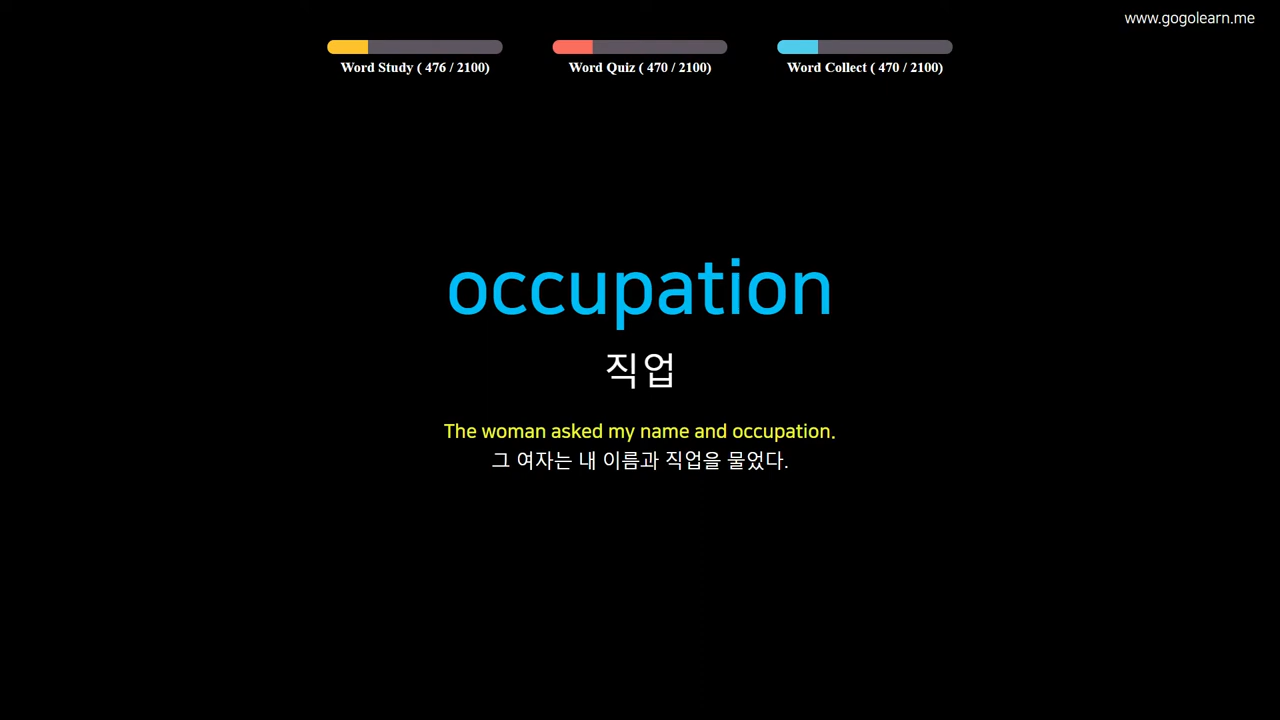 www.gogolearn.me
Word Study ( 476 / 2100)
Word Quiz ( 470 / 2100)
Word Collect ( 470 / 2100)
occupation
직업
The woman asked my name and occupation.
그 여자는 내 이름과 직업을 물었다.